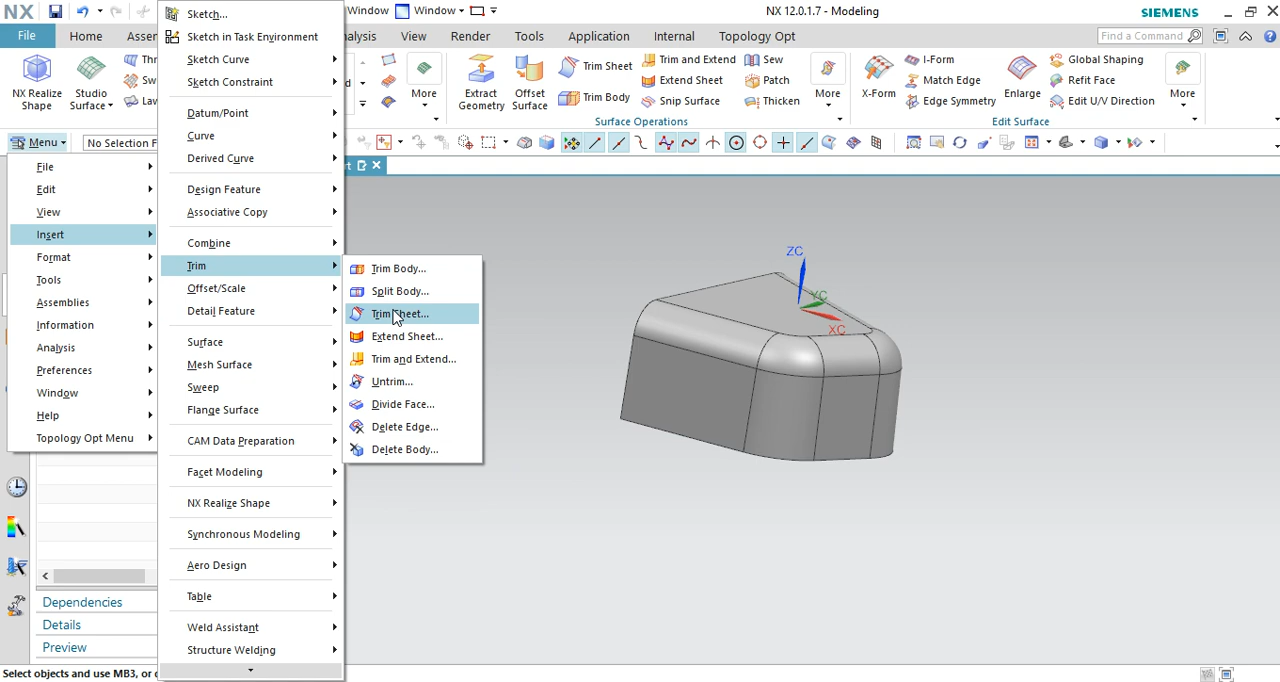 NX
Window
Window
NX 12.0.1.7 - Modeling
SIEMENS
File
Home
Assem
nalysis
View
Render
Tools
Application
Internal
Topology Opt
Find a Command
NX Realize
Shape
Studio
Surface
Thr
Sw
Law
More
Extract
Geometry
Offset
Surface
Trim Sheet
Trim Body
Trim and Extend
Extend Sheet
Snip Surface
Sew
Patch
Thicken
More
Surface Operations
X-Form
I-Form
Match Edge
Edge Symmetry
Enlarge
Global Shaping
Refit Face
Edit U/V Direction
More
Edit Surface
Menu
No Selection F
File
Edit
View
Insert
Format
Tools
Assemblies
Information
Analysis
Preferences
Window
Help
Topology Opt Menu
Sketch...
Sketch in Task Environment
Sketch Curve
Sketch Constraint
Datum/Point
Curve
Derived Curve
Design Feature
Associative Copy
Combine
Trim
Offset/Scale
Detail Feature
Surface
Mesh Surface
Sweep
Flange Surface
CAM Data Preparation
Facet Modeling
NX Realize Shape
Synchronous Modeling
Aero Design
Table
Weld Assistant
Structure Welding
Trim Body...
Split Body...
Trim Sheet...
Extend Sheet...
Trim and Extend...
Untrim...
Divide Face...
Delete Edge...
Delete Body...
ZC
YC
XC
Dependencies
Details
Preview
Select objects and use MB3, or